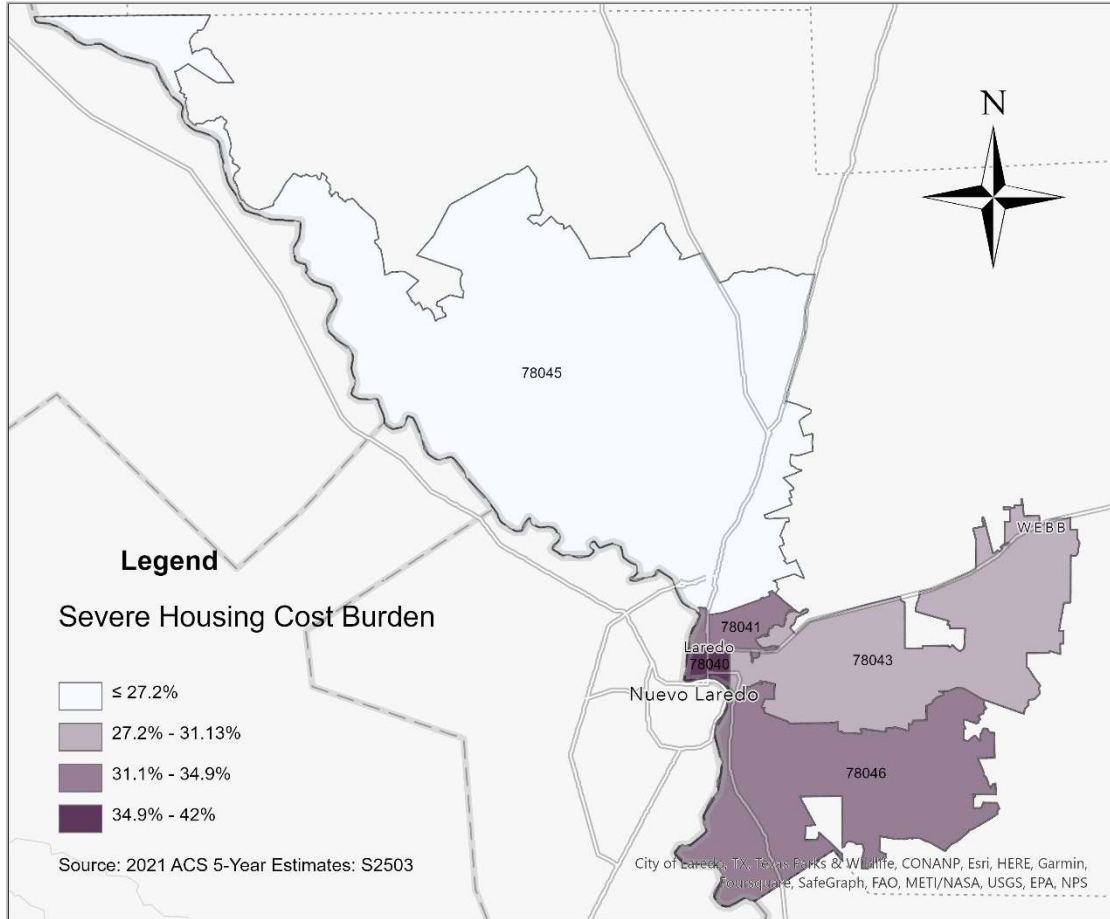 N
78045
WEBB
78041
Laredo
78040
78043
Nuevo Laredo
78046
Legend
Severe Housing Cost Burden
≤ 27.2%
27.2% - 31.13%
31.1% - 34.9%
34.9% - 42%
Source: 2021 ACS 5-Year Estimates: S2503
City of Laredo, TX, Texas Parks & Wildlife, CONANP, Esri, HERE, Garmin,
Foursquare, SafeGraph, FAO, METI/NASA, USGS, EPA, NPS